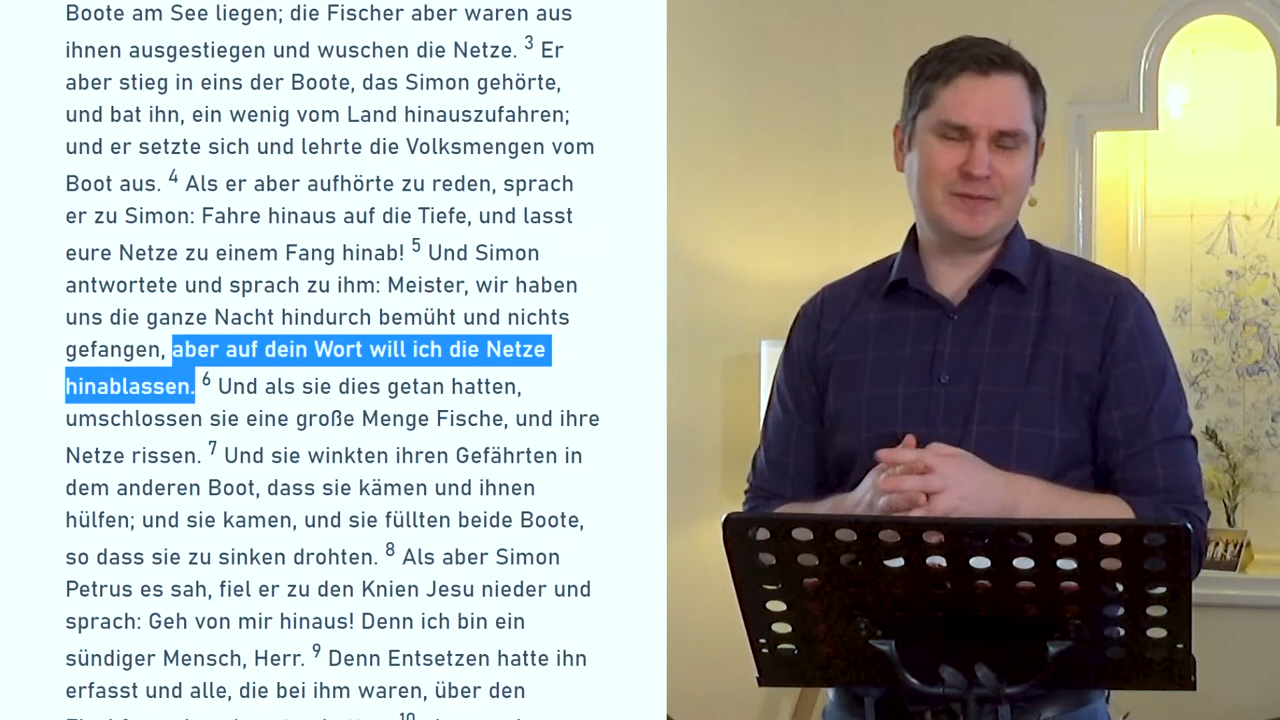 Boote am See liegen; die Fischer aber waren aus
ihnen ausgestiegen und wuschen die Netze. 3 Er
aber stieg in eins der Boote, das Simon gehörte,
und bat ihn, ein wenig vom Land hinauszufahren;
und er setzte sich und lehrte die Volksmengen vom
Boot aus. 4 Als er aber aufhörte zu reden, sprach
er zu Simon: Fahre hinaus auf die Tiefe, und lasst
eure Netze zu einem Fang hinab! 5 Und Simon
antwortete und sprach zu ihm: Meister, wir haben
uns die ganze Nacht hindurch bemüht und nichts
gefangen, aber auf dein Wort will ich die Netze
hinablassen. 6 Und als sie dies getan hatten,
umschlossen sie eine große Menge Fische, und ihre
Netze rissen. 7 Und sie winkten ihren Gefährten in
dem anderen Boot, dass sie kämen und ihnen
hülfen; und sie kamen, und sie füllten beide Boote,
so dass sie zu sinken drohten. 8 Als aber Simon
Petrus es sah, fiel er zu den Knien Jesu nieder und
sprach: Geh von mir hinaus! Denn ich bin ein
sündiger Mensch, Herr. 9 Denn Entsetzen hatte ihn
erfasst und alle, die bei ihm waren, über den
10